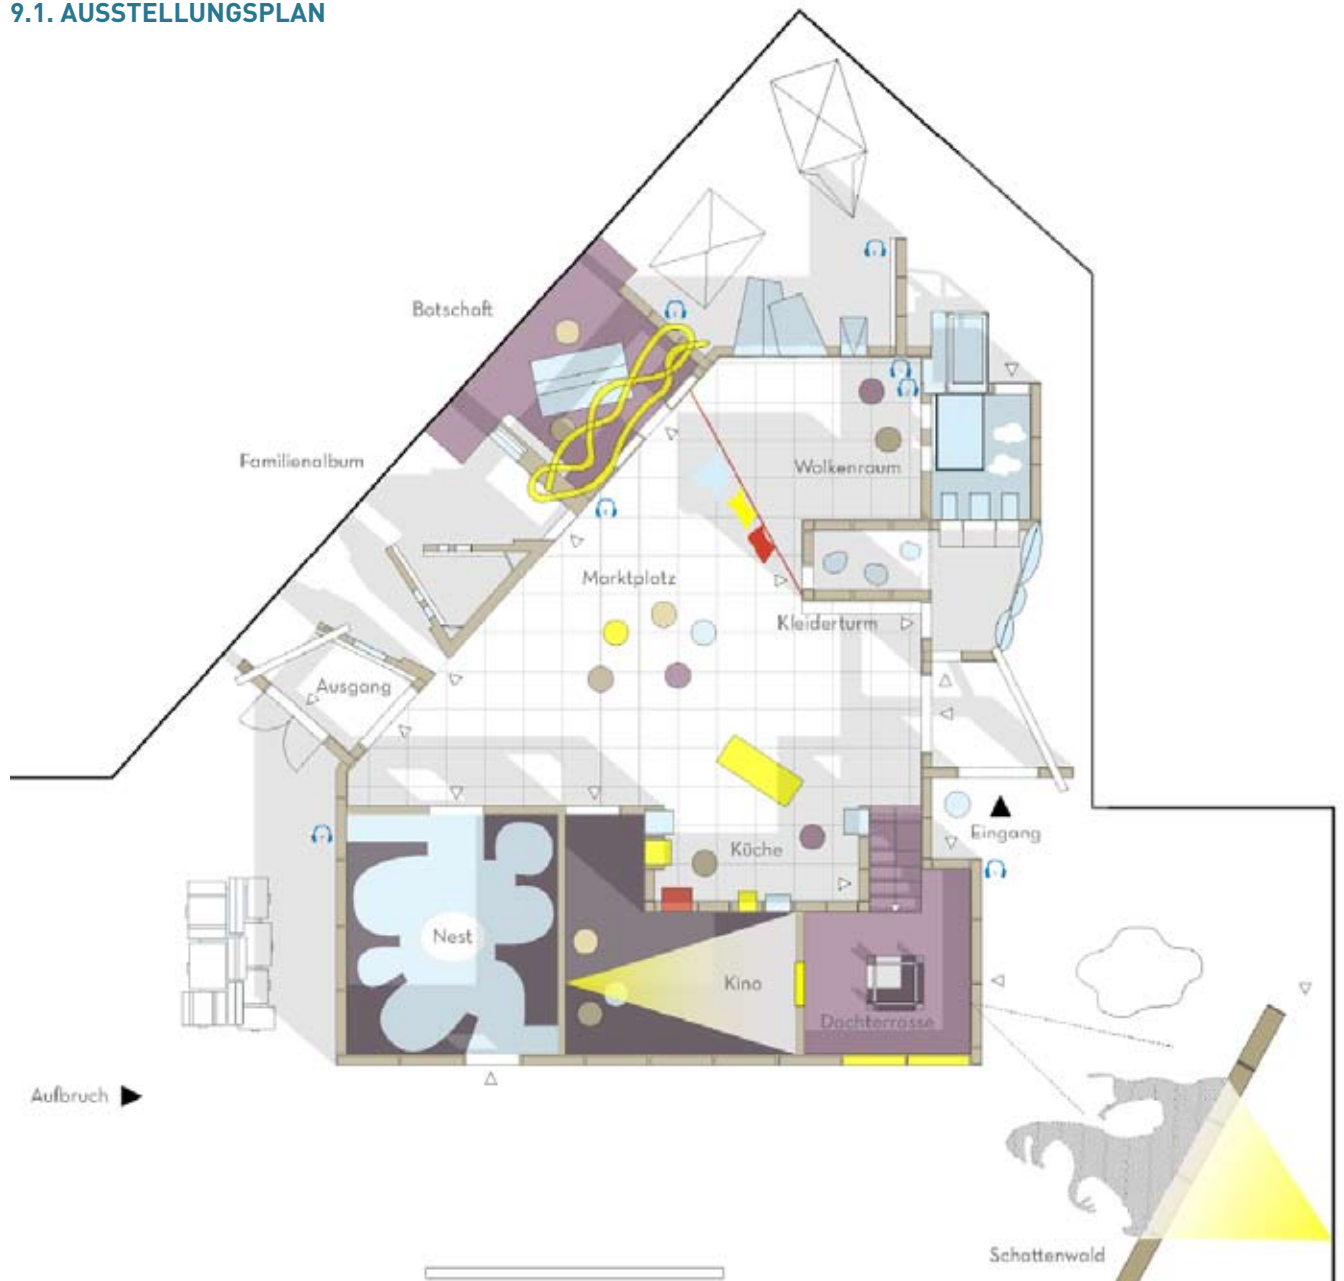 9.1. AUSSTELLUNGSPLAN
Botschaft
Familienalbum
Wolkenraum
Marktplatz
Kleiderturm
Ausgang
Eingang
Küche
Nest
Kino
Dachterrasse
Aufbruch
Schattenwald